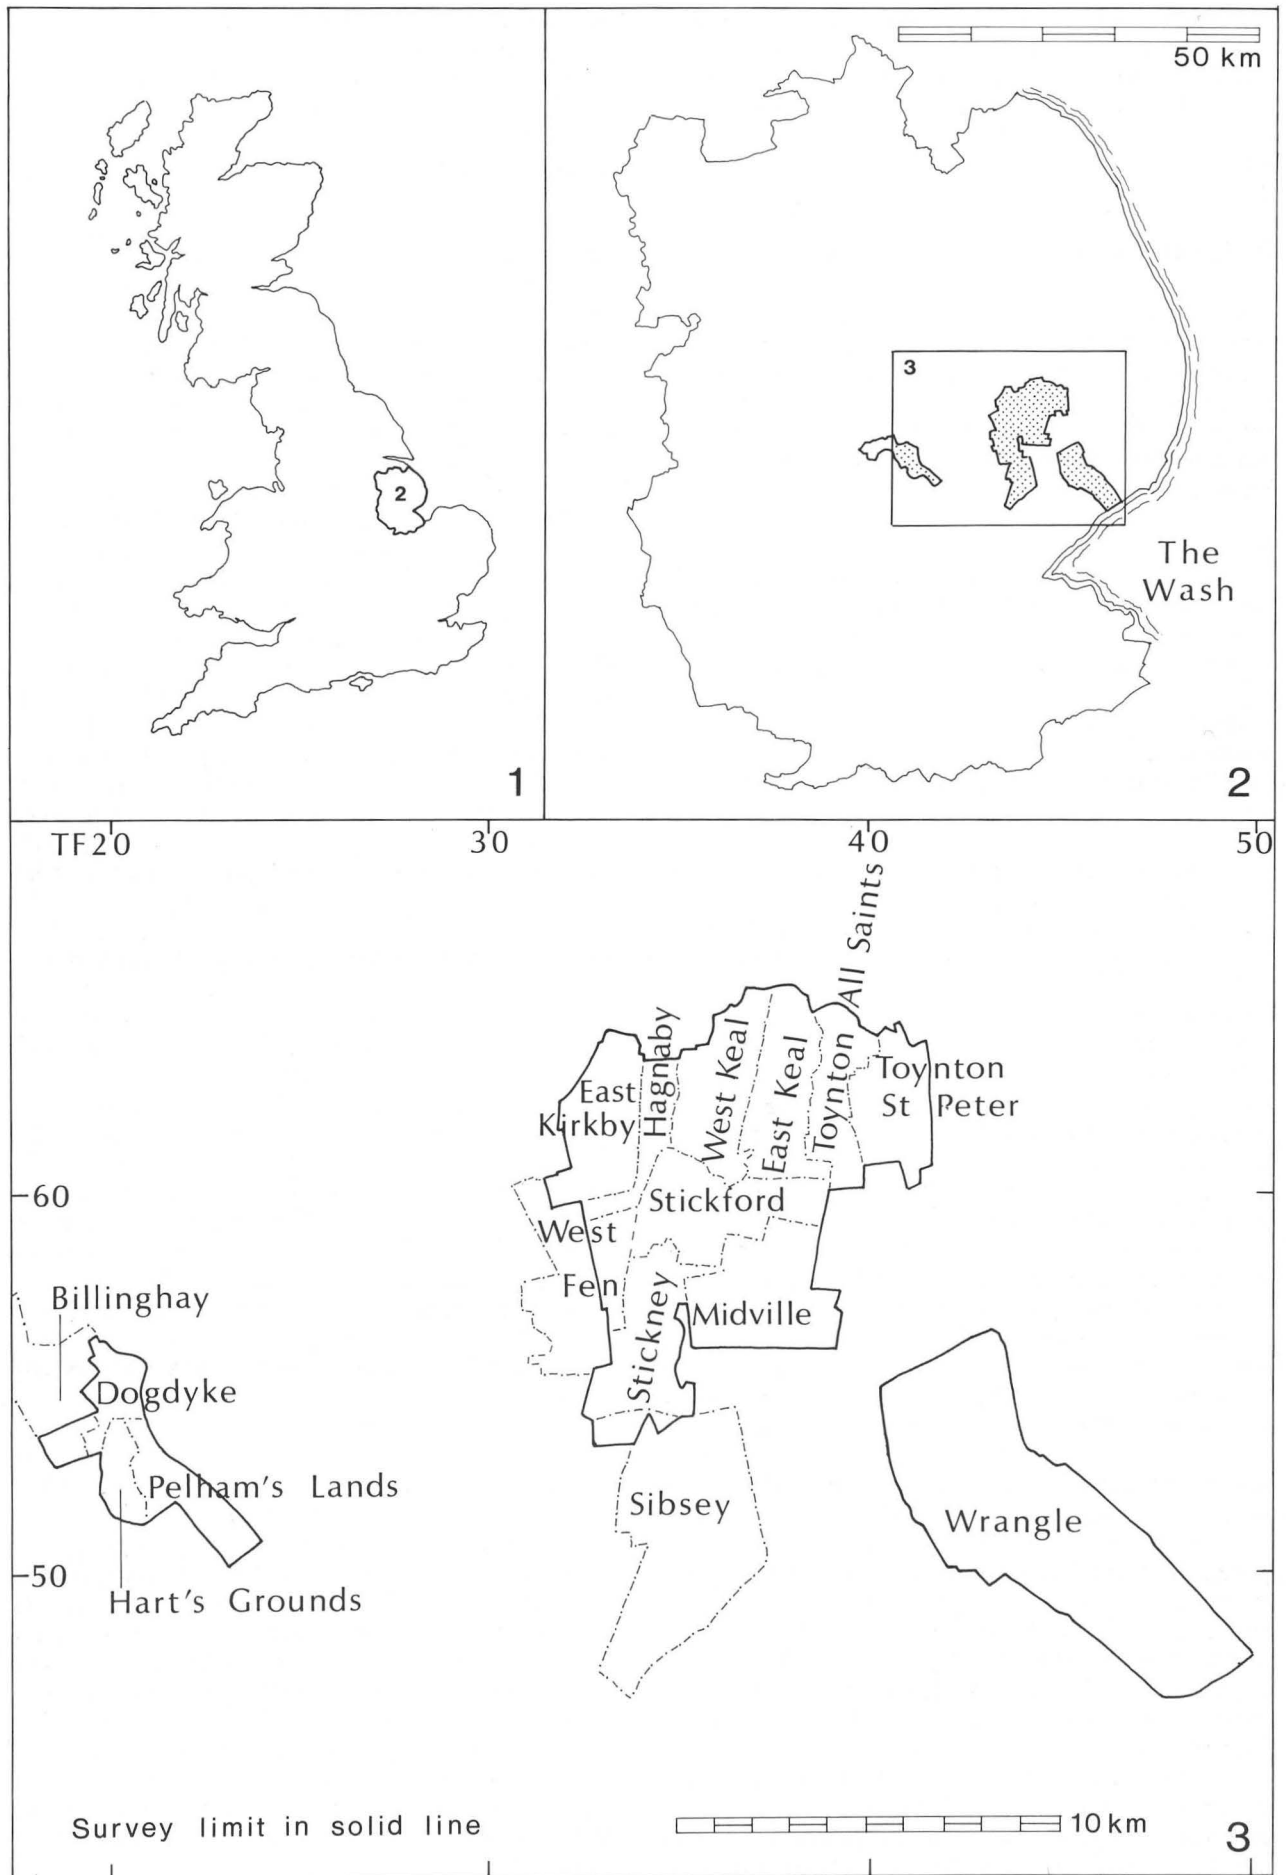 2
1
50 km
3
The
Wash
2
TF20
30
40
50
60
50
All Saints
Toynton
Hagnaby
West Keal
East Keal
East
Kirkby
Toynton
St Peter
Stickford
West
Fen
Stickney
Midville
Billinghay
Dogdyke
Pelham's Lands
Hart's Grounds
Sibsey
Wrangle
Survey limit in solid line
10 km
3